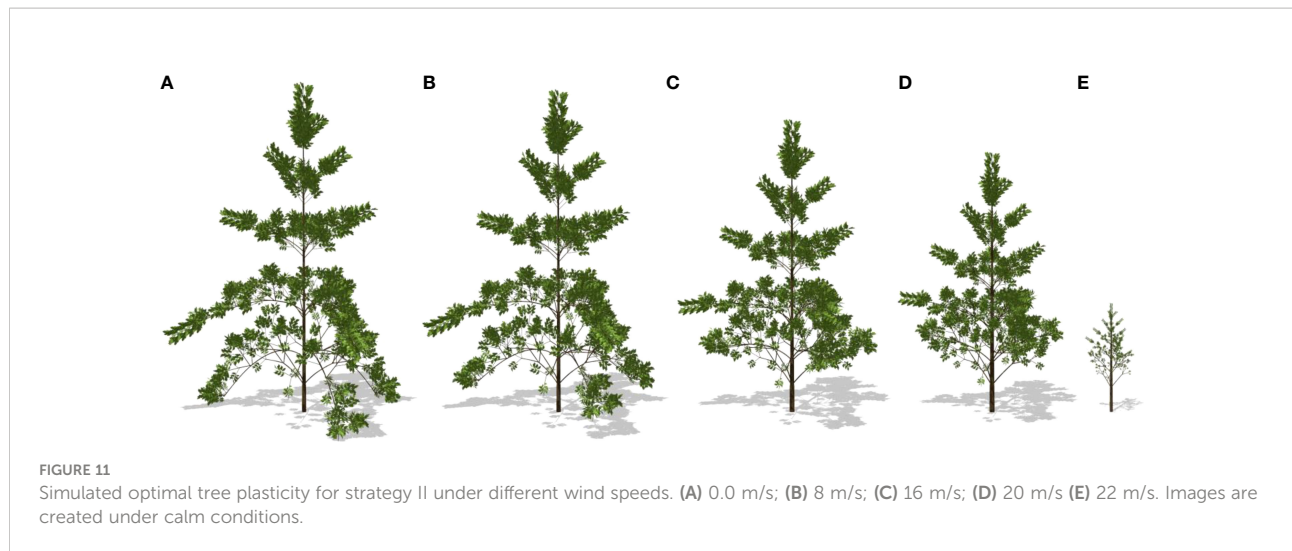 A B C D E
FIGURE 11
Simulated optimal tree plasticity for strategy II under different wind speeds. (A) 0.0 m/s; (B) 8 m/s; (C) 16 m/s; (D) 20 m/s (E) 22 m/s. Images are
created under calm conditions.